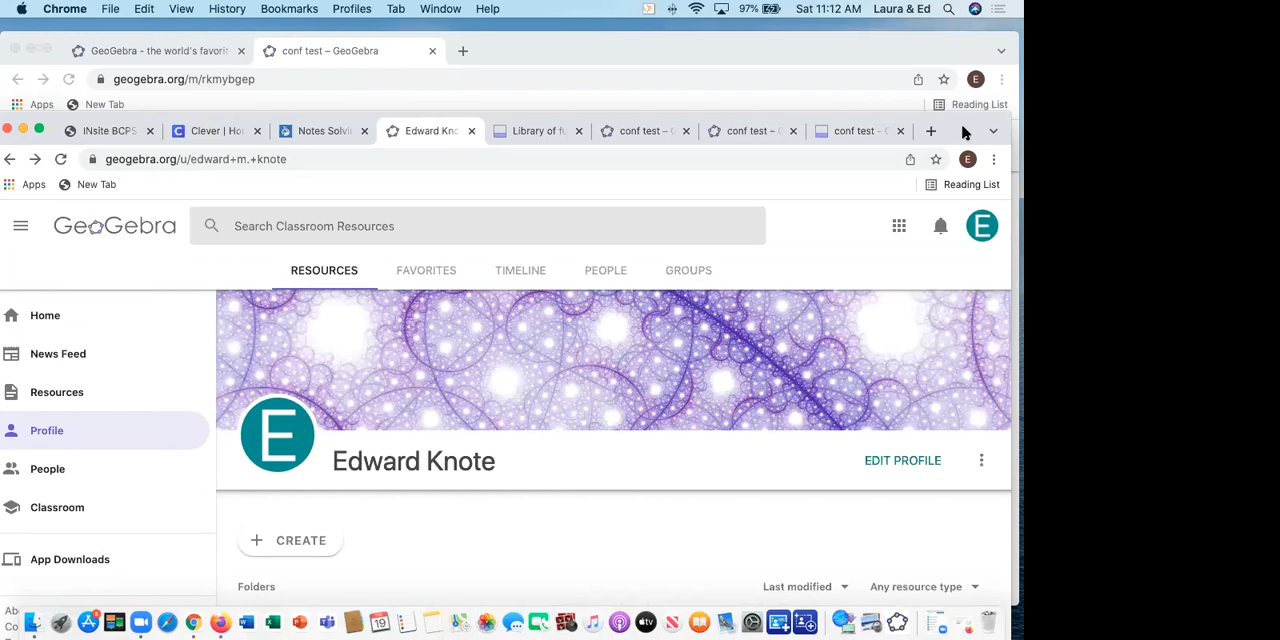 Chrome File Edit View History Bookmarks Profiles Tab Window Help 97% Sat 11:12 AM Laura & Ed
GeoGebra - the world's favori conf test – GeoGebra
geogebra.org/m/rkmybgep E
Apps New Tab Reading List
INsite BCPS Clever | Ho Notes Solvi Edward Kno Library of fu conf test – G conf test – G conf test – G
geogebra.org/u/edward+m.+knote E
Apps New Tab Reading List
GeoGebra Search Classroom Resources E
RESOURCES FAVORITES TIMELINE PEOPLE GROUPS
Home
News Feed
Resources
Profile
People
Classroom
App Downloads
E
Edward Knote EDIT PROFILE
+ CREATE
Folders Last modified Any resource type
Ab
Co